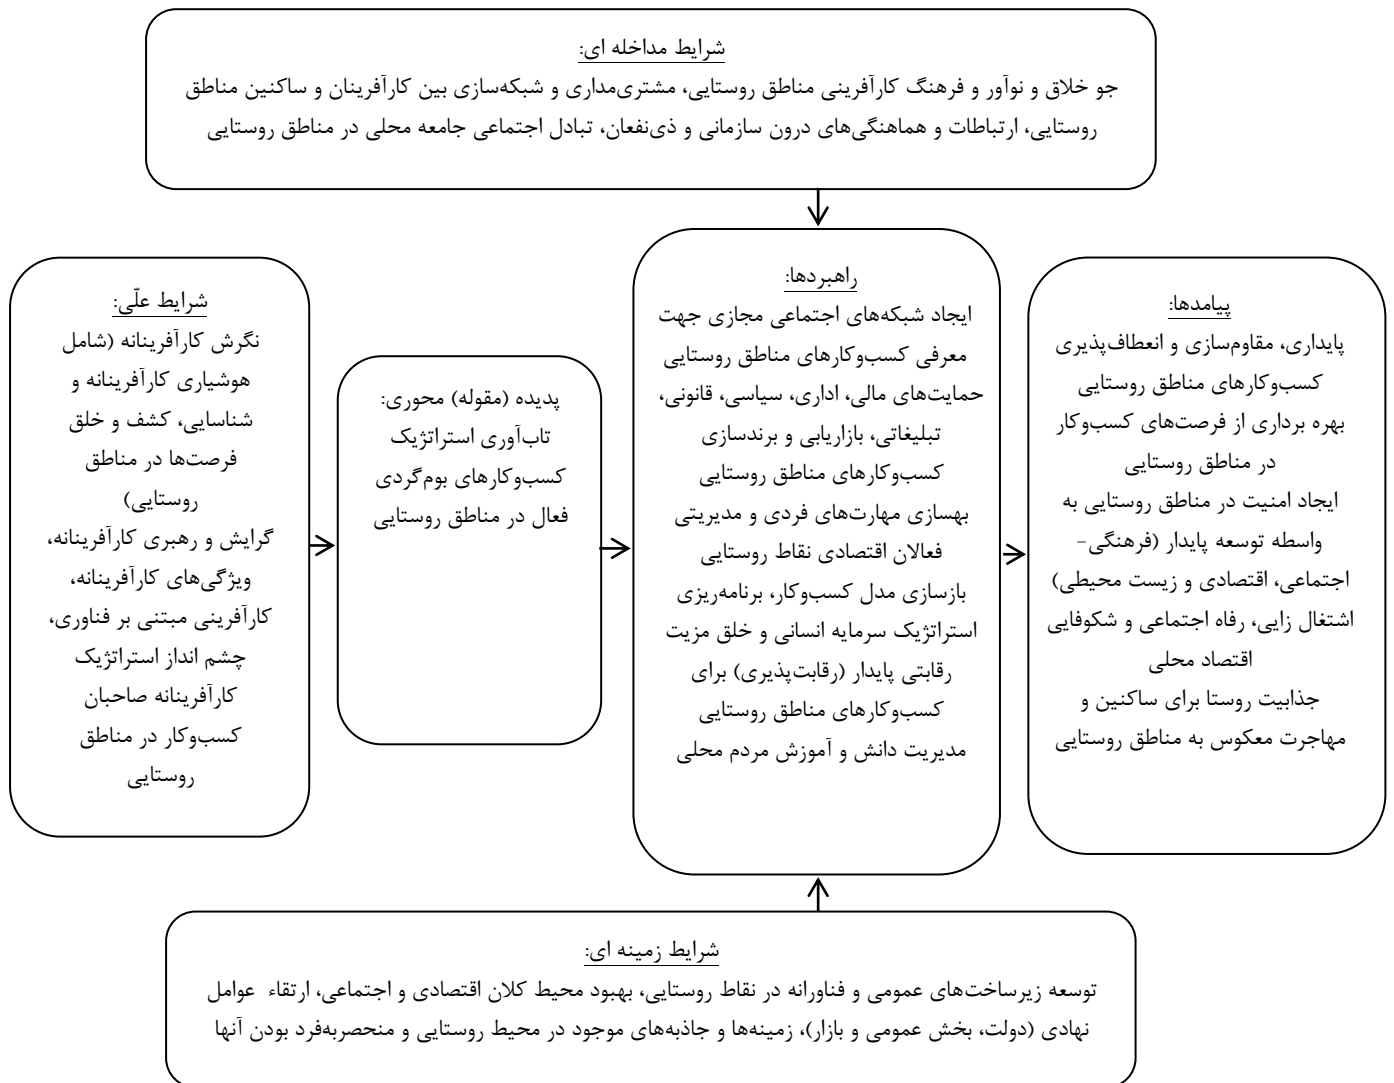 شرایط مداخله ای:
جو خلاق و نوآور و فرهنگ کارآفرینی مناطق روستایی، مشتری‌مداری و شبکه‌سازی بین کارآفرینان و ساکنین مناطق
روستایی، ارتباطات و هماهنگی‌های درون سازمانی و ذی‌نفعان، تبادل اجتماعی جامعه محلی در مناطق روستایی
شرایط علّی:
نگرش کارآفرینانه (شامل
هوشیاری کارآفرینانه و
شناسایی، کشف و خلق
فرصت‌ها در مناطق
روستایی)
گرایش و رهبری کارآفرینانه،
ویژگی‌های کارآفرینانه،
کارآفرینی مبتنی بر فناوری،
چشم انداز استراتژیک
کارآفرینانه صاحبان
کسب‌وکار در مناطق
روستایی
پدیده (مقوله) محوری:
تاب‌آوری استراتژیک
کسب‌وکارهای بوم‌گردی
فعال در مناطق روستایی
راهبردها:
ایجاد شبکه‌های اجتماعی مجازی جهت
معرفی کسب‌وکارهای مناطق روستایی
حمایت‌های مالی، اداری، سیاسی، قانونی،
تبلیغاتی، بازاریابی و برندسازی
کسب‌وکارهای مناطق روستایی
بهسازی مهارت‌های فردی و مدیریتی
فعالان اقتصادی نقاط روستایی
بازسازی مدل کسب‌وکار، برنامه‌ریزی
استراتژیک سرمایه انسانی و خلق مزیت
رقابتی پایدار (رقابت‌پذیری) برای
کسب‌وکارهای مناطق روستایی
مدیریت دانش و آموزش مردم محلی
پیامدها:
پایداری، مقاوم‌سازی و انعطاف‌پذیری
کسب‌وکارهای مناطق روستایی
بهره برداری از فرصت‌های کسب‌وکار
در مناطق روستایی
ایجاد امنیت در مناطق روستایی به
واسطه توسعه پایدار (فرهنگی-
اجتماعی، اقتصادی و زیست محیطی)
اشتغال زایی، رفاه اجتماعی و شکوفایی
اقتصاد محلی
جذابیت روستا برای ساکنین و
مهاجرت معکوس به مناطق روستایی
شرایط زمینه ای:
توسعه زیرساخت‌های عمومی و فناورانه در نقاط روستایی، بهبود محیط کلان اقتصادی و اجتماعی، ارتقاء عوامل
نهادی (دولت، بخش عمومی و بازار)، زمینه‌ها و جاذبه‌های موجود در محیط روستایی و منحصربه‌فرد بودن آنها